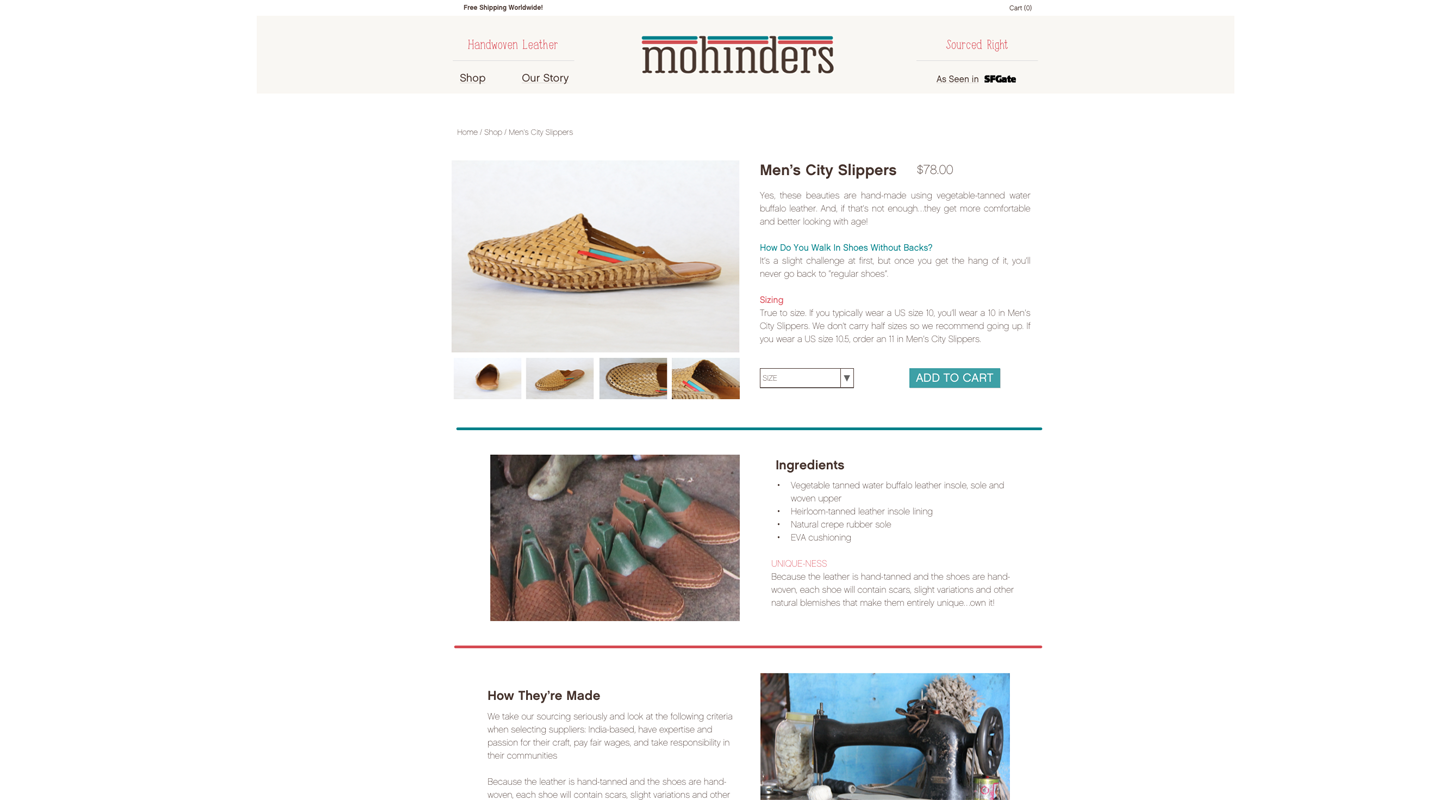 Free Shipping Worldwide!
Cart (0)
Handwoven Leather
mohinders
Sourced Right
Shop
Our Story
As Seen in SFGate
Home / Shop / Men's City Slippers
Men's City Slippers
$78.00
Yes, these beauties are hand-made using vegetable-tanned water
buffalo leather. And, if that's not enough...they get more comfortable
and better looking with age!
How Do You Walk In Shoes Without Backs?
It's a slight challenge at first, but once you get the hang of it, you'll
never go back to "regular shoes".
Sizing
True to size. If you typically wear a US size 10, you'll wear a 10 in Men's
City Slippers. We don't carry half sizes so we recommend going up. If
you wear a US size 10.5, order an 11 in Men's City Slippers.
SIZE
ADD TO CART
Ingredients
• Vegetable tanned water buffalo leather insole, sole and
woven upper
• Heirloom-tanned leather insole lining
• Natural crepe rubber sole
• EVA cushioning
UNIQUE-NESS
Because the leather is hand-tanned and the shoes are hand-
woven, each shoe will contain scars, slight variations and other
natural blemishes that make them entirely unique...own it!
How They're Made
We take our sourcing seriously and look at the following criteria
when selecting suppliers: India-based, have expertise and
passion for their craft, pay fair wages, and take responsibility in
their communities
Because the leather is hand-tanned and the shoes are hand-
woven, each shoe will contain scars, slight variations and other